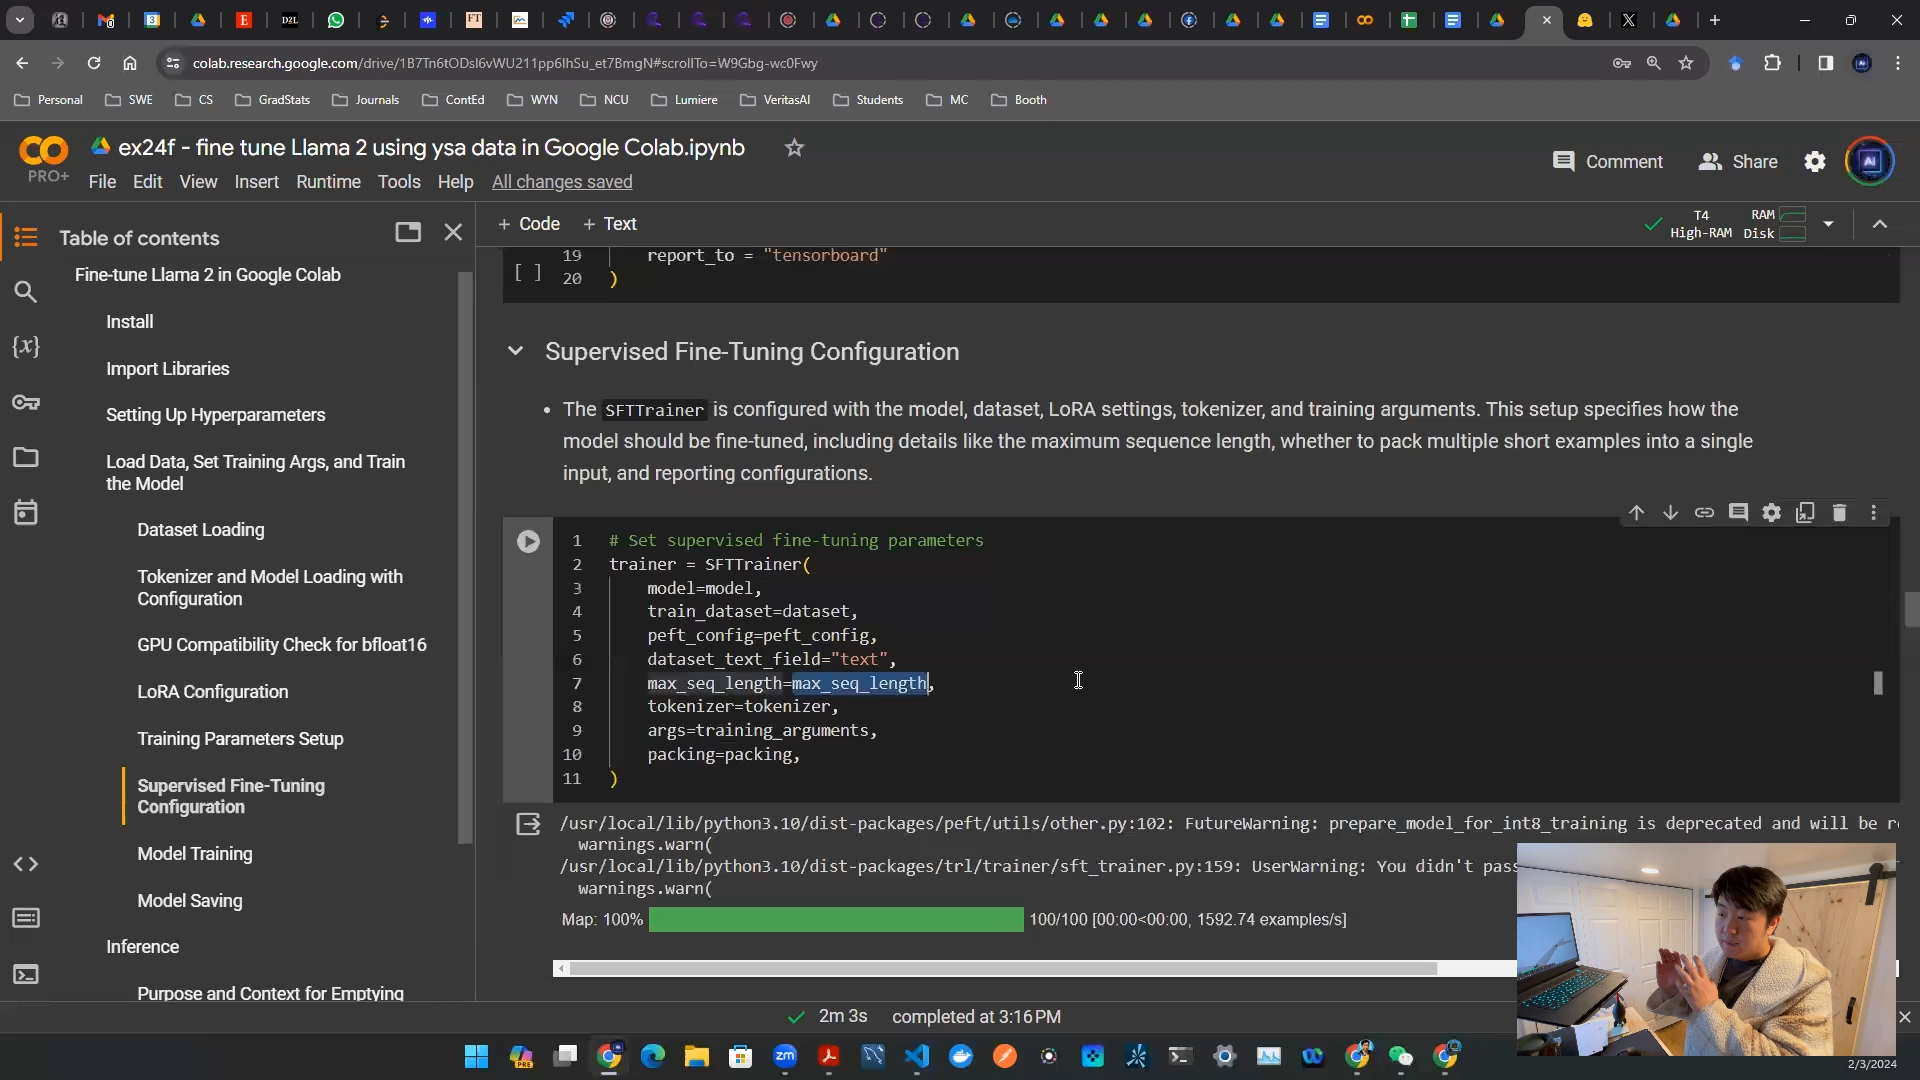 E
D2L
FT
X
colab.research.google.com/drive/1B7Tn6tODsl6vWU211pp6lhSu_et7BmgN#scrollTo=W9Gbg-wc0Fwy
Personal SWE CS GradStats Journals ContEd WYN NCU Lumiere VeritasAI Students MC Booth
PRO+
ex24f - fine tune Llama 2 using ysa data in Google Colab.ipynb
File Edit View Insert Runtime Tools Help All changes saved
Comment Share
Ai
Table of contents
+ Code + Text
T4 RAM
High-RAM Disk
Fine-tune Llama 2 in Google Colab
Install
Import Libraries
Setting Up Hyperparameters
Load Data, Set Training Args, and Train
the Model
Dataset Loading
Tokenizer and Model Loading with
Configuration
GPU Compatibility Check for bfloat16
LoRA Configuration
Training Parameters Setup
Supervised Fine-Tuning
Configuration
Model Training
Model Saving
Inference
Purpose and Context for Emptying
19 report_to = "tensorboard"
[ ] 20 )
Supervised Fine-Tuning Configuration
• The SFTTrainer is configured with the model, dataset, LoRA settings, tokenizer, and training arguments. This setup specifies how the
model should be fine-tuned, including details like the maximum sequence length, whether to pack multiple short examples into a single
input, and reporting configurations.
1 # Set supervised fine-tuning parameters
2 trainer = SFTTrainer(
3 model=model,
4 train_dataset=dataset,
5 peft_config=peft_config,
6 dataset_text_field="text",
7 max_seq_length=max_seq_length,
8 tokenizer=tokenizer,
9 args=training_arguments,
10 packing=packing,
11 )
/usr/local/lib/python3.10/dist-packages/peft/utils/other.py:102: FutureWarning: prepare_model_for_int8_training is deprecated and will be r
warnings.warn(
/usr/local/lib/python3.10/dist-packages/trl/trainer/sft_trainer.py:159: UserWarning: You didn't pass
warnings.warn(
Map: 100% 100/100 [00:00<00:00, 1592.74 examples/s]
2m 3s completed at 3:16 PM
PRE
zm
2/3/2024